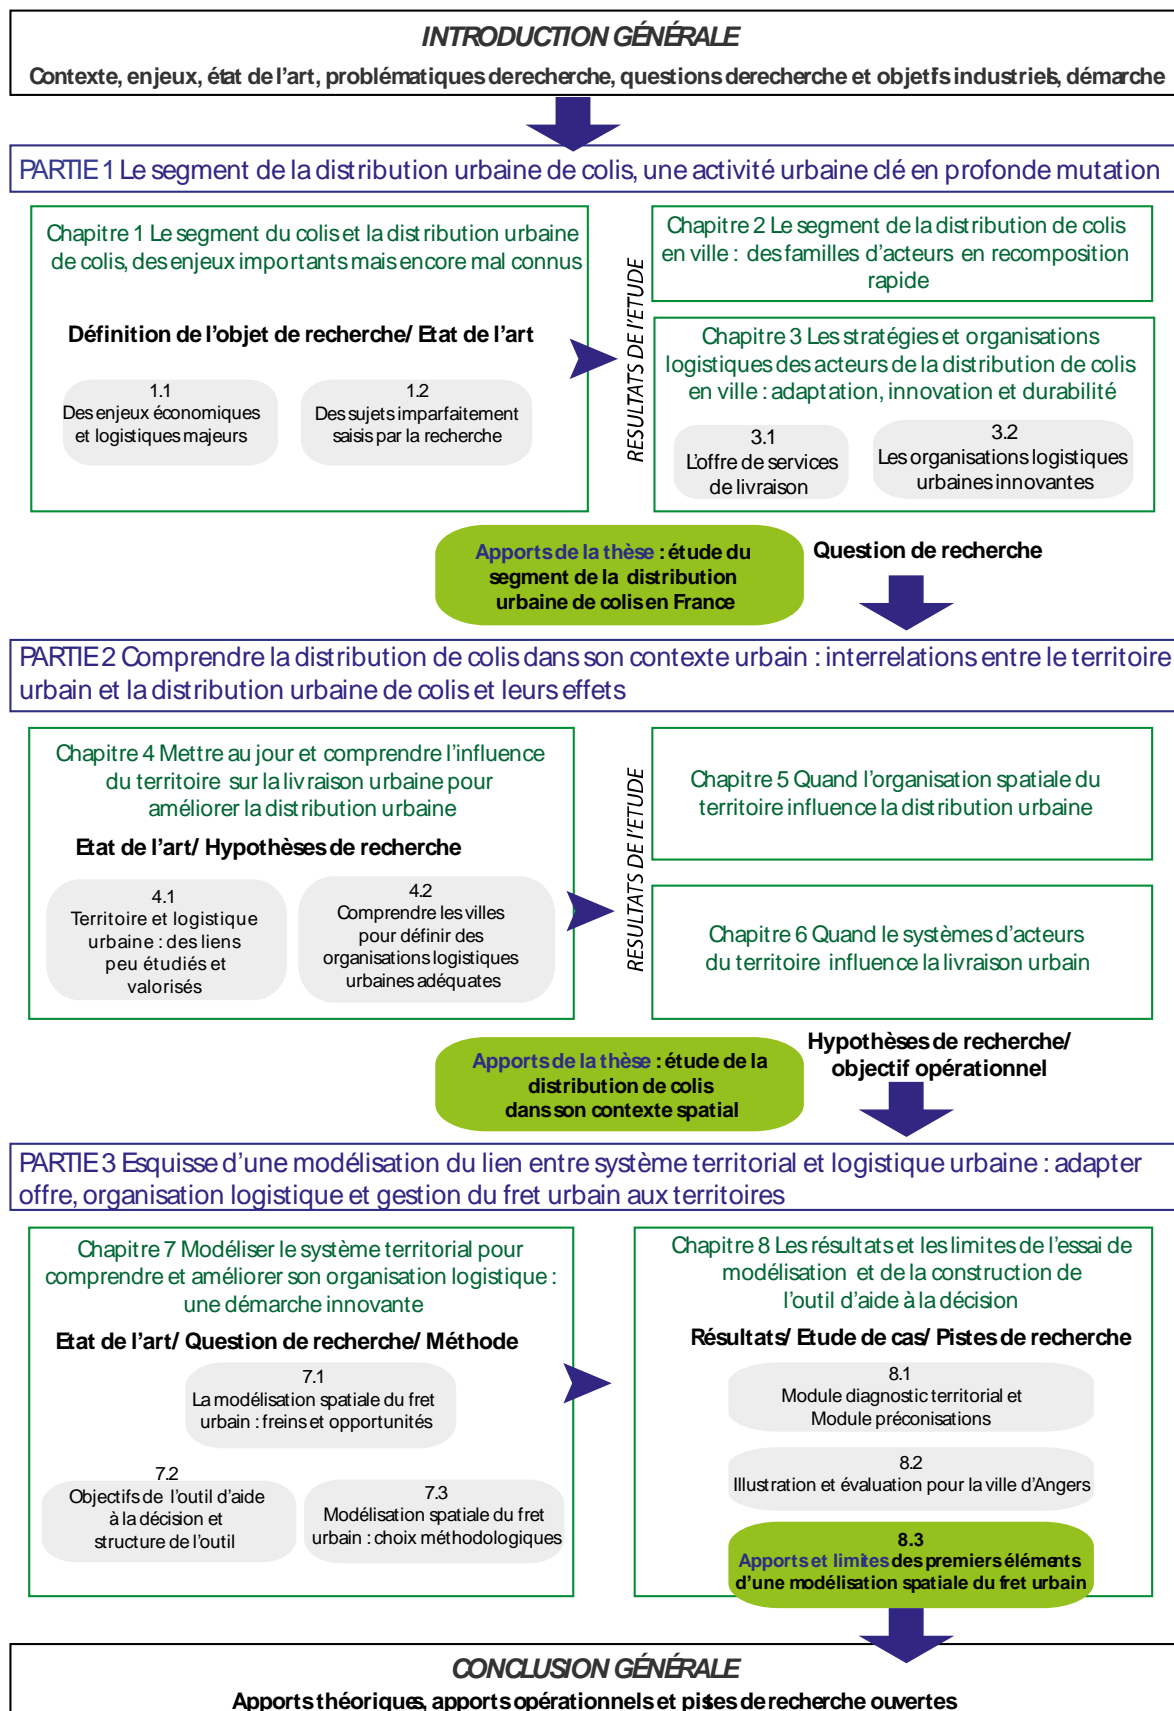 INTRODUCTION GÉNÉRALE
Contexte, enjeux, état de l'art, problématiques de recherche, questions de recherche et objetfs industriels, démarche
PARTIE 1 Le segment de la distribution urbaine de colis, une activité urbaine clé en profonde mutation
Chapitre 1 Le segment du colis et la distribution urbaine
de colis, des enjeux importants mais encore mal connus
Définition de l'objet de recherche/ Etat de l'art
1.1
Des enjeux économiques
et logistiques majeurs
1.2
Des sujets imparfaitement
saisis par la recherche
RESULTATS DE L'ETUDE
Chapitre 2 Le segment de la distribution de colis
en ville : des familles d'acteurs en recomposition
rapide
Chapitre 3 Les stratégies et organisations
logistiques des acteurs de la distribution de colis
en ville : adaptation, innovation et durabilité
3.1
L'offre de services
de livraison
3.2
Les organisations logistiques
urbaines innovantes
Apports de la thèse : étude du
segment de la distribution
urbaine de colis en France
Question de recherche
PARTIE 2 Comprendre la distribution de colis dans son contexte urbain : interrelations entre le territoire
urbain et la distribution urbaine de colis et leurs effets
Chapitre 4 Mettre au jour et comprendre l'influence
du territoire sur la livraison urbaine pour
améliorer la distribution urbaine
Etat de l'art/ Hypothèses de recherche
4.1
Territoire et logistique
urbaine : des liens
peu étudiés et
valorisés
4.2
Comprendre les villes
pour définir des
organisations logistiques
urbaines adéquates
RESULTATS DE L'ETUDE
Chapitre 5 Quand l'organisation spatiale du
territoire influence la distribution urbaine
Chapitre 6 Quand le systèmes d'acteurs
du territoire influence la livraison urbain
Apports de la thèse : étude de la
distribution de colis
dans son contexte spatial
Hypothèses de recherche/
objectif opérationnel
PARTIE 3 Esquisse d'une modélisation du lien entre système territorial et logistique urbaine : adapter
offre, organisation logistique et gestion du fret urbain aux territoires
Chapitre 7 Modéliser le système territorial pour
comprendre et améliorer son organisation logistique :
une démarche innovante
Etat de l'art/ Question de recherche/ Méthode
7.1
La modélisation spatiale du fret
urbain : freins et opportunités
7.2
Objectifs de l'outil d'aide
à la décision et
structure de l'outil
7.3
Modélisation spatiale du fret
urbain : choix méthodologiques
Chapitre 8 Les résultats et les limites de l'essai de
modélisation et de la construction de
l'outil d'aide à la décision
Résultats/ Etude de cas/ Pistes de recherche
8.1
Module diagnostic territorial et
Module préconisations
8.2
Illustration et évaluation pour la ville d'Angers
8.3
Apports et limites des premiers éléments
d'une modélisation spatiale du fret urbain
CONCLUSION GÉNÉRALE
Apports théoriques, apports opérationnels et pistes de recherche ouvertes